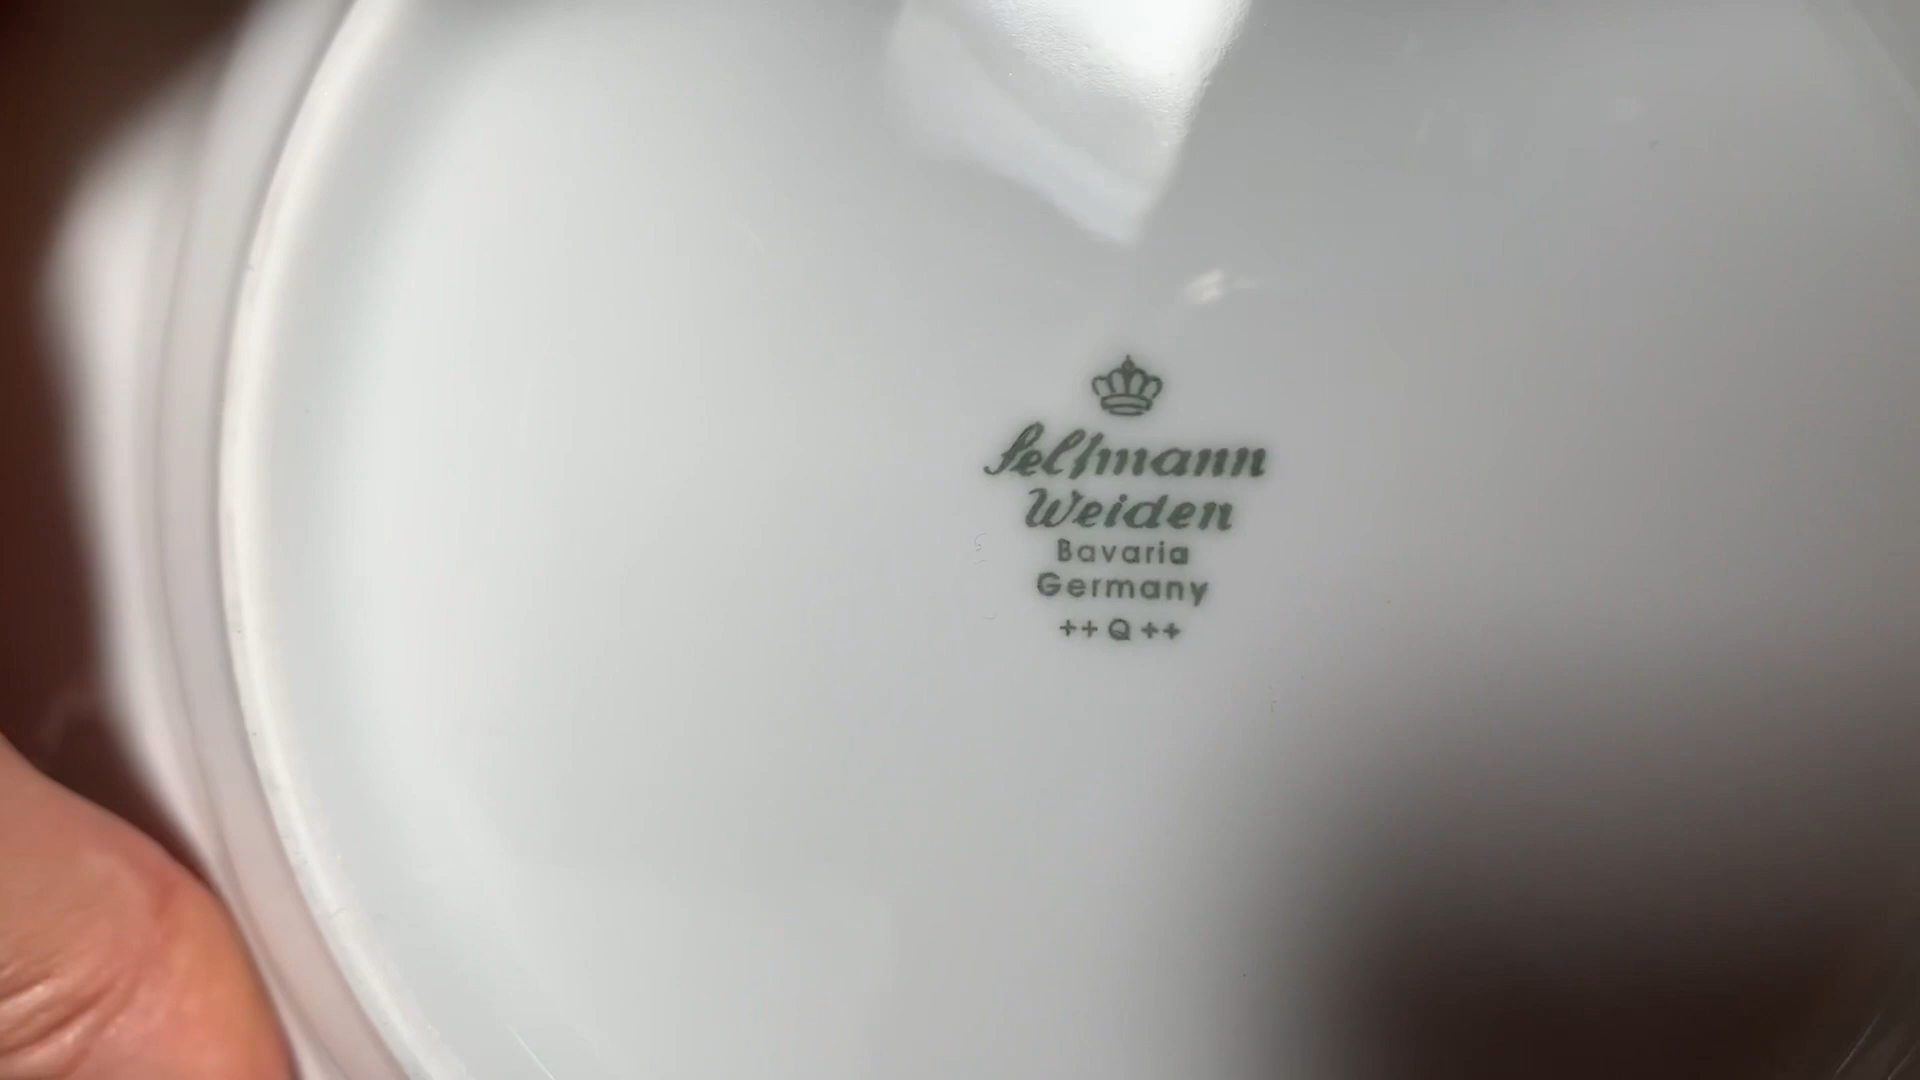 Seltmann
Weiden
Bavaria
Germany
++ Q ++